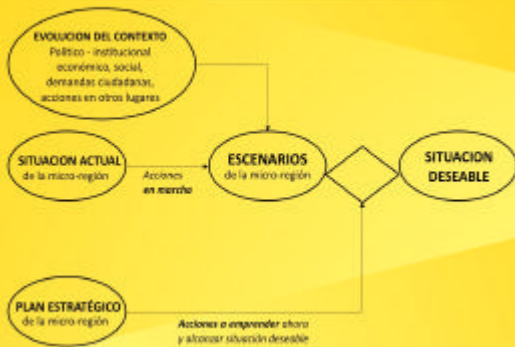 EVOLUCION DEL CONTEXTO
Político - institucional
económico, social,
demandas ciudadanas,
acciones en otros lugares
SITUACION ACTUAL
de la micro-región
Acciones
en marcha
ESCENARIOS
de la micro-región
SITUACION
DESEABLE
PLAN ESTRATÉGICO
de la micro-región
Acciones a emprender ahora
y alcanzar situación deseable